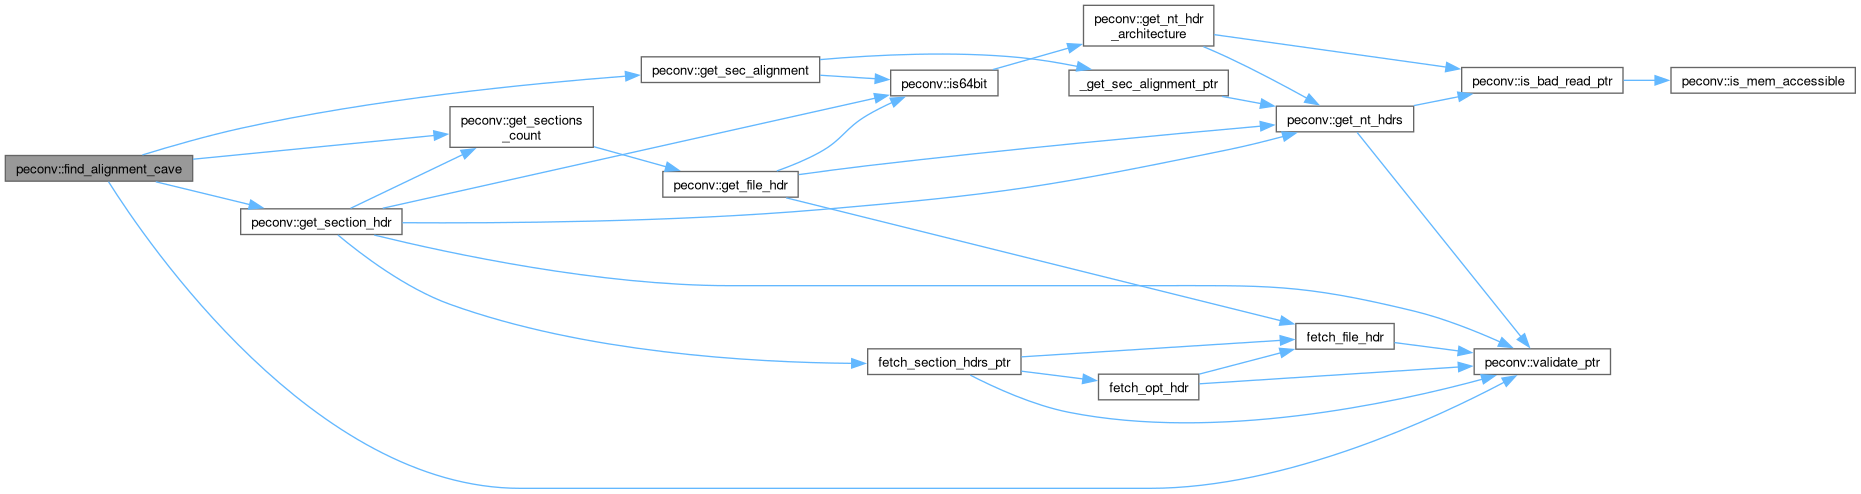 peconv::find_alignment_cave
peconv::get_section_hdr
peconv::get_sections
_count
peconv::get_sec_alignment
peconv::get_file_hdr
peconv::is64bit
fetch_section_hdrs_ptr
peconv::get_nt_hdr
_architecture
_get_sec_alignment_ptr
fetch_opt_hdr
peconv::get_nt_hdrs
fetch_file_hdr
peconv::is_bad_read_ptr
peconv::validate_ptr
peconv::is_mem_accessible